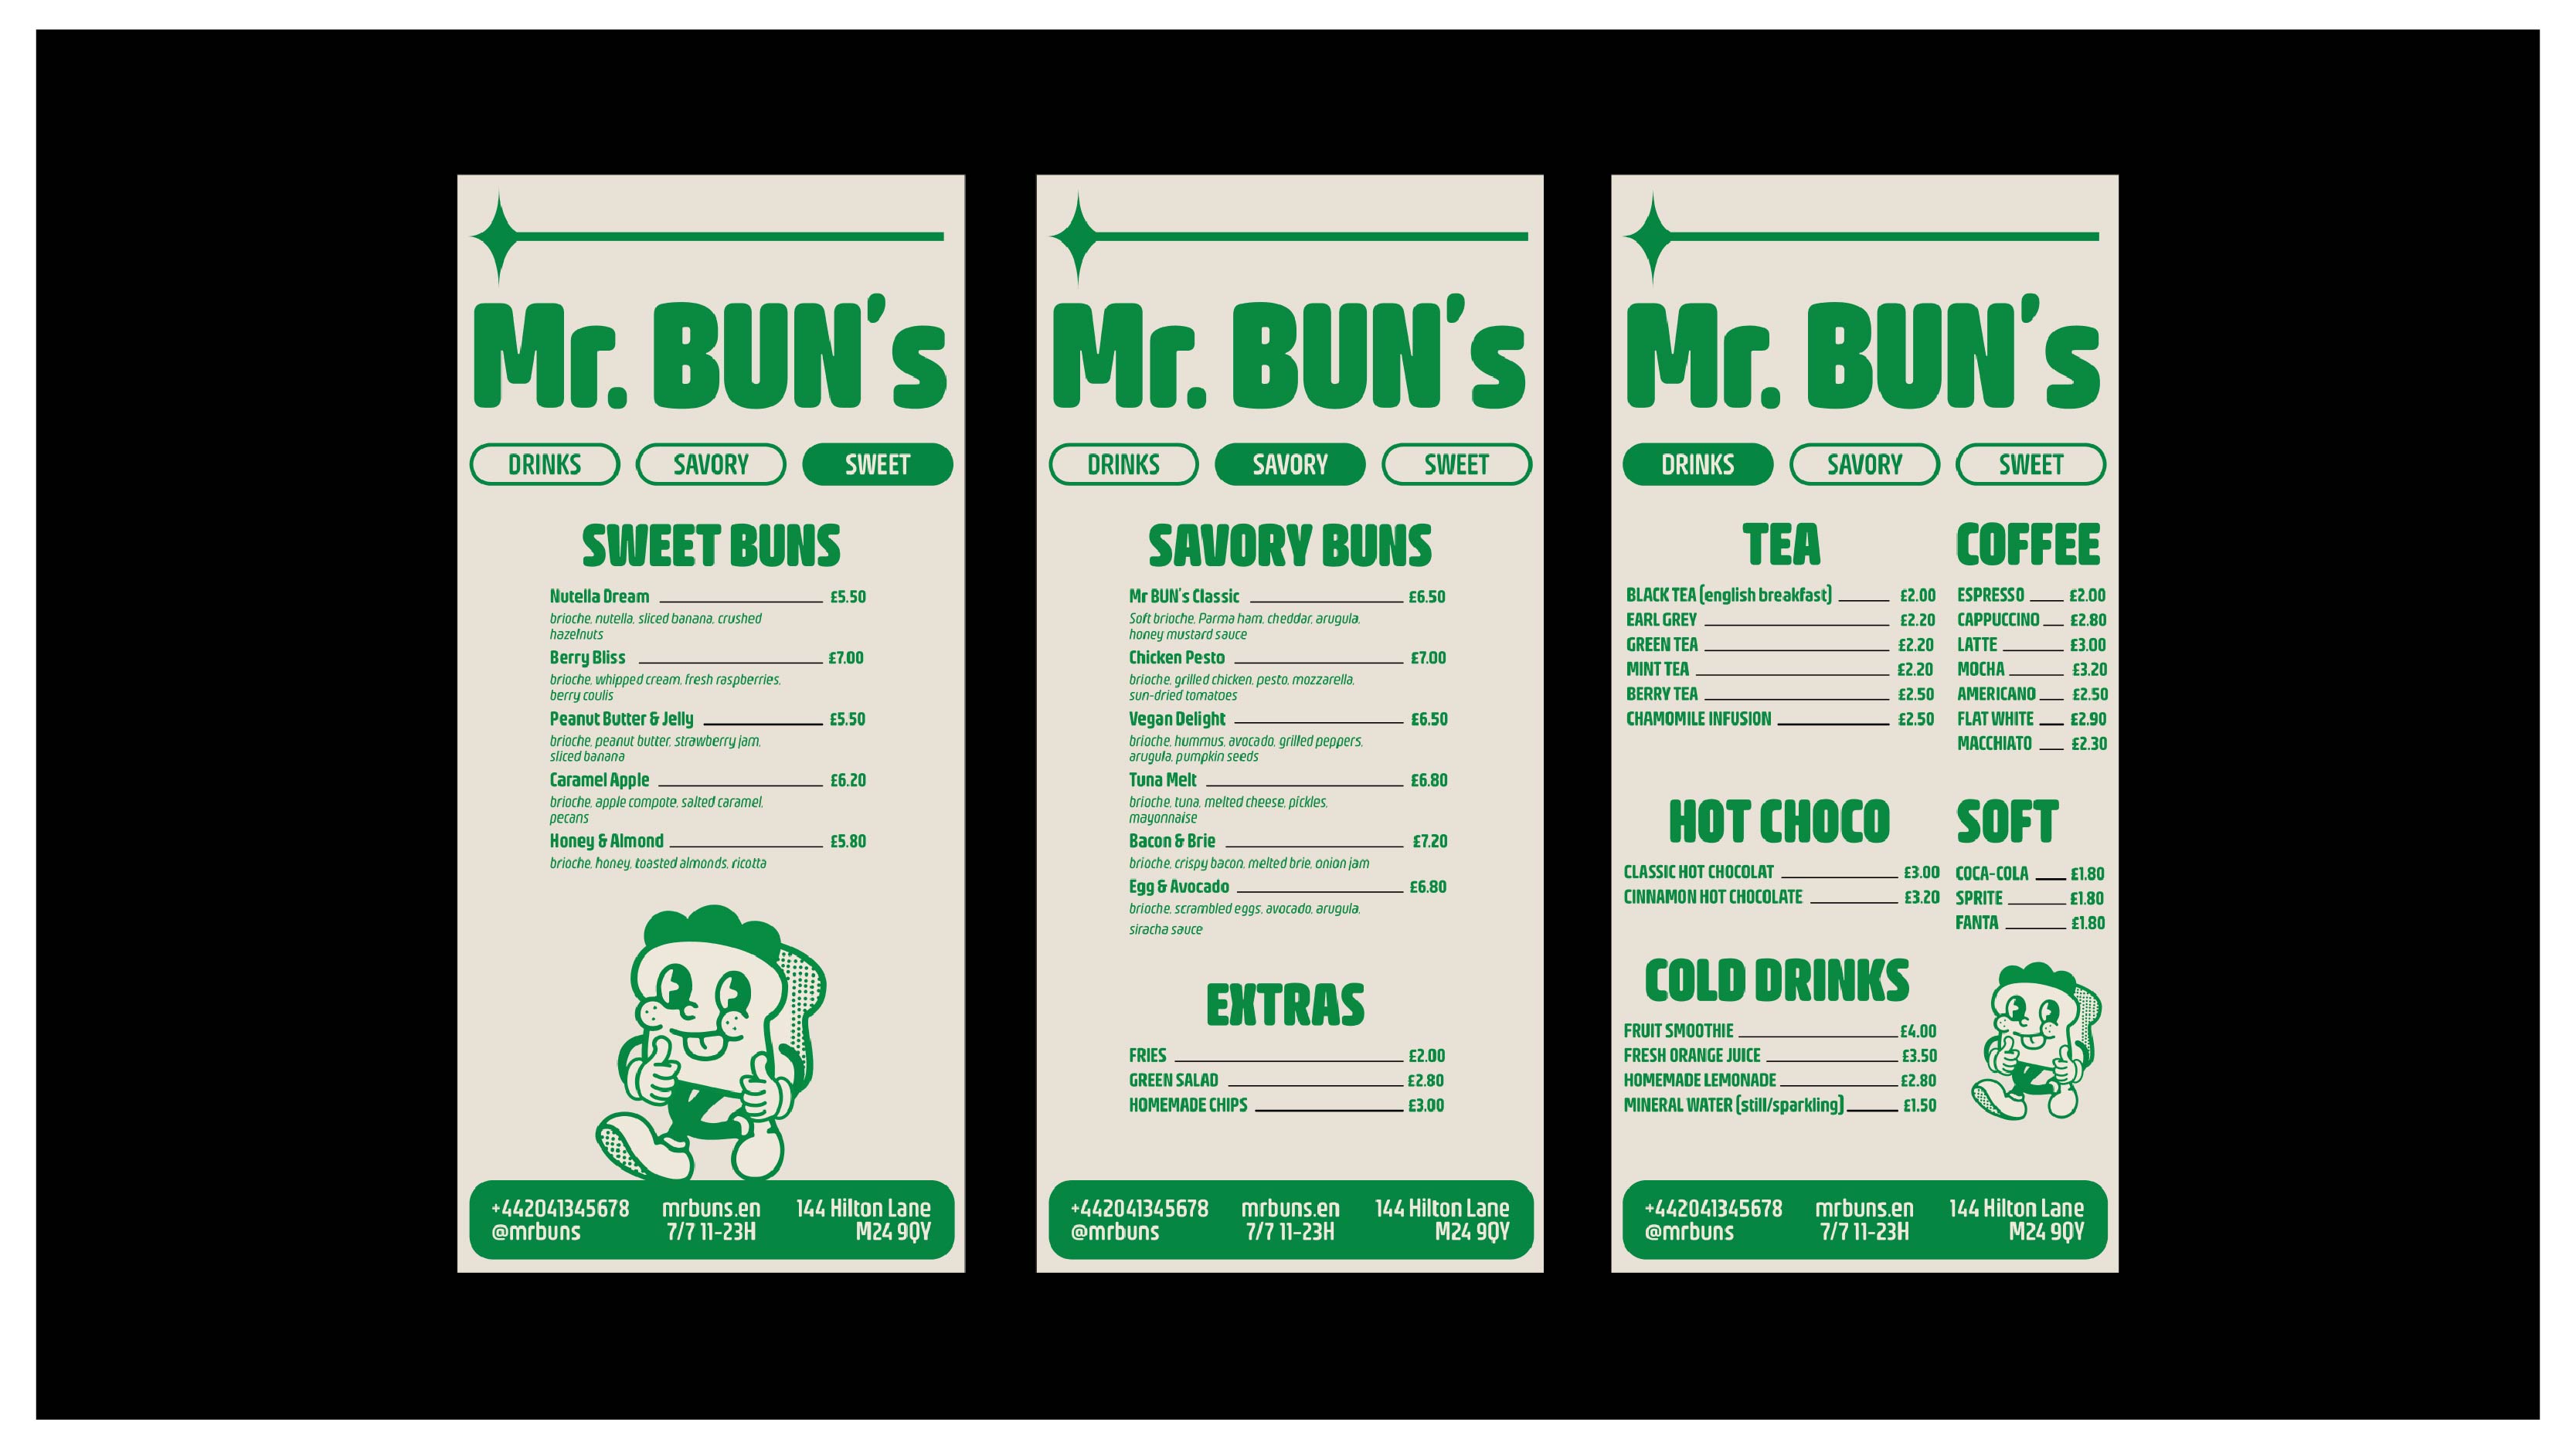 Mr. BUN's
DRINKS SAVORY SWEET
SWEET BUNS
Nutella Dream £5.50
brioche, nutella, sliced banana, crushed
hazelnuts
Berry Bliss £7.00
brioche, whipped cream, fresh raspberries,
berry coulis
Peanut Butter & Jelly £5.50
brioche, peanut butter, strawberry jam,
sliced banana
Caramel Apple £6.20
brioche, apple compote, salted caramel,
pecans
Honey & Almond £5.80
brioche, honey, toasted almonds, ricotta
+442041345678 mrbuns.en 144 Hilton Lane
@mrbuns 7/7 11-23H M24 9QY
Mr. BUN's
DRINKS SAVORY SWEET
SAVORY BUNS
Mr BUN's Classic £6.50
Soft brioche, Parma ham, cheddar, arugula,
honey mustard sauce
Chicken Pesto £7.00
brioche, grilled chicken, pesto, mozzarella,
sun-dried tomatoes
Vegan Delight £6.50
brioche, hummus, avocado, grilled peppers,
arugula, pumpkin seeds
Tuna Melt £6.80
brioche, tuna, melted cheese, pickles,
mayonnaise
Bacon & Brie £7.20
brioche, crispy bacon, melted brie, onion jam
Egg & Avocado £6.80
brioche, scrambled eggs, avocado, arugula,
siracha sauce
EXTRAS
FRIES £2.00
GREEN SALAD £2.80
HOMEMADE CHIPS £3.00
+442041345678 mrbuns.en 144 Hilton Lane
@mrbuns 7/7 11-23H M24 9QY
Mr. BUN's
DRINKS SAVORY SWEET
TEA
BLACK TEA (english breakfast) £2.00
EARL GREY £2.20
GREEN TEA £2.20
MINT TEA £2.20
BERRY TEA £2.50
CHAMOMILE INFUSION £2.50
COFFEE
ESPRESSO £2.00
CAPPUCCINO £2.80
LATTE £3.00
MOCHA £3.20
AMERICANO £2.50
FLAT WHITE £2.90
MACCHIATO £2.30
HOT CHOCO
CLASSIC HOT CHOCOLAT £3.00
CINNAMON HOT CHOCOLATE £3.20
SOFT
COCA-COLA £1.80
SPRITE £1.80
FANTA £1.80
COLD DRINKS
FRUIT SMOOTHIE £4.00
FRESH ORANGE JUICE £3.50
HOMEMADE LEMONADE £2.80
MINERAL WATER (still/sparkling) £1.50
+442041345678 mrbuns.en 144 Hilton Lane
@mrbuns 7/7 11-23H M24 9QY